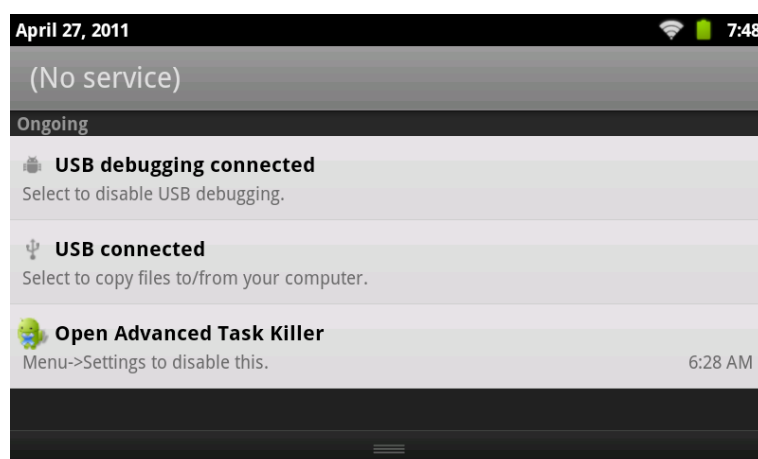 April 27, 2011 7:48
(No service)
Ongoing
USB debugging connected
Select to disable USB debugging.
USB connected
Select to copy files to/from your computer.
Open Advanced Task Killer
Menu->Settings to disable this. 6:28 AM